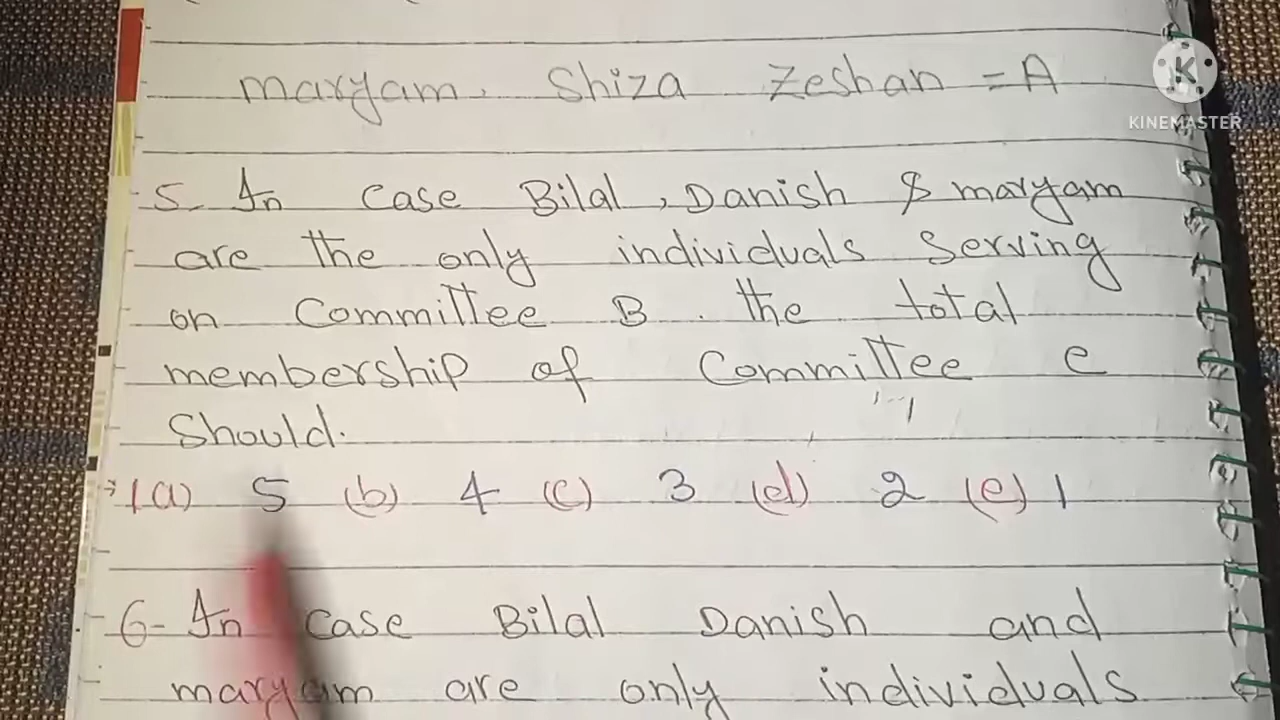 Maryam, Shiza Zeshan = A
K
KINEMASTER
5- In case Bilal, Danish & maryam
are the only individuals serving
on Committee B. the total
membership of Committee C
Should.
(a) 5 (b) 4 (c) 3 (d) 2 (e) 1
6- In case Bilal Danish and
maryam are only individuals